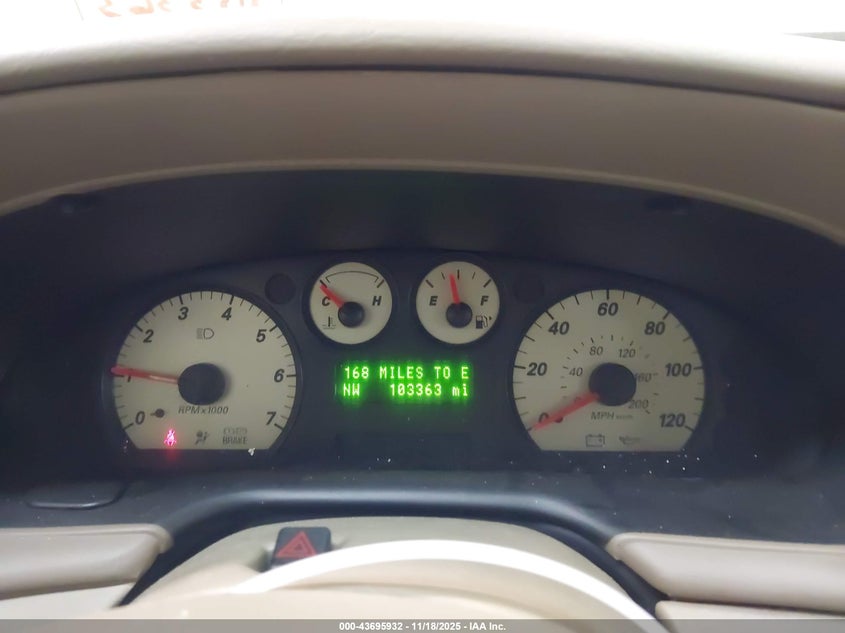 C H
E F
1 2 3 4 5 6 7
0
RPMx1000
BRAKE
168 MILES TO E
NW 103363 mi
0 20 40 60 80 100 120
40 80 120 160 200
MPH
000-43695932 - 11/18/2025 - IAA Inc.